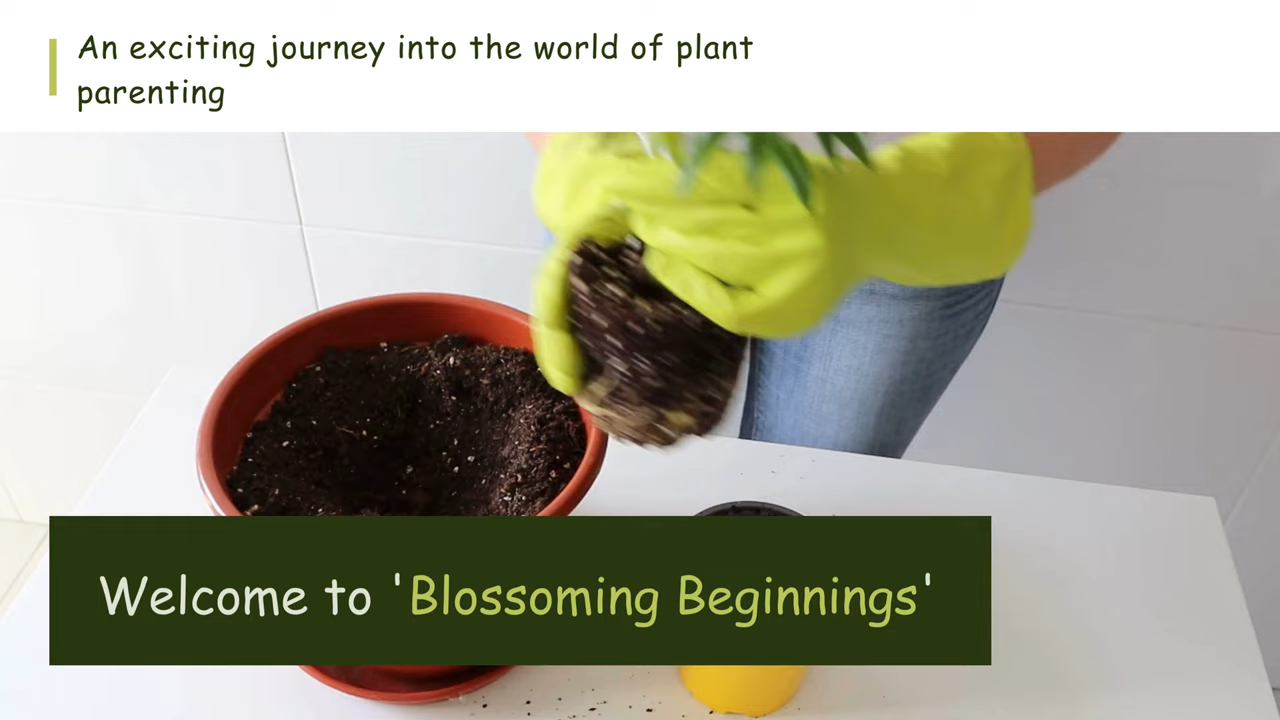 An exciting journey into the world of plant
parenting
Welcome to 'Blossoming Beginnings'